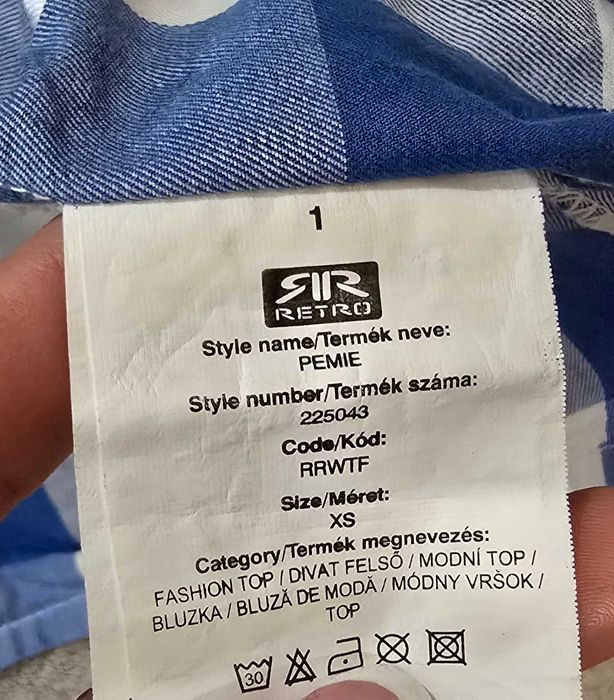 1
RR
RETRO
Style name/Termék neve:
PEMIE
Style number/Termék száma:
225043
Code/Kód:
RRWTF
Size/Méret:
XS
Category/Termék megnevezés:
FASHION TOP / DIVAT FELSŐ / MODNÍ TOP /
BLUZKA / BLUZĂ DE MODĂ / MÓDNY VRŠOK /
TOP
30